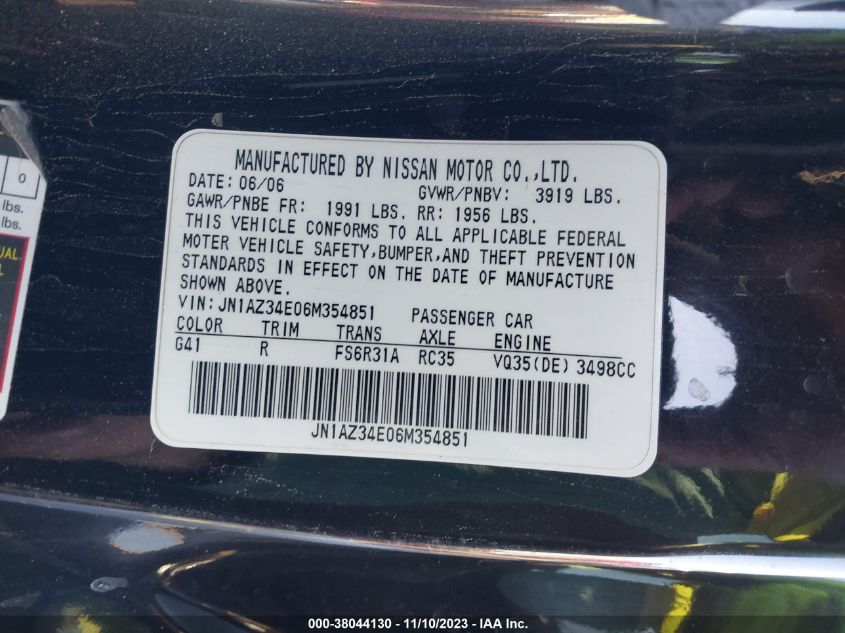 MANUFACTURED BY NISSAN MOTOR CO.,LTD.
DATE: 06/06 GVWR/PNBV: 3919 LBS.
GAWR/PNBE FR: 1991 LBS. RR: 1956 LBS.
THIS VEHICLE CONFORMS TO ALL APPLICABLE FEDERAL
MOTER VEHICLE SAFETY,BUMPER,AND THEFT PREVENTION
STANDARDS IN EFFECT ON THE DATE OF MANUFACTURE
SHOWN ABOVE.
VIN: JN1AZ34E06M354851 PASSENGER CAR
COLOR TRIM TRANS AXLE ENGINE
G41 R FS6R31A RC35 VQ35(DE) 3498CC
JN1AZ34E06M354851
0
lbs.
lbs.
000-38044130 - 11/10/2023 - IAA Inc.